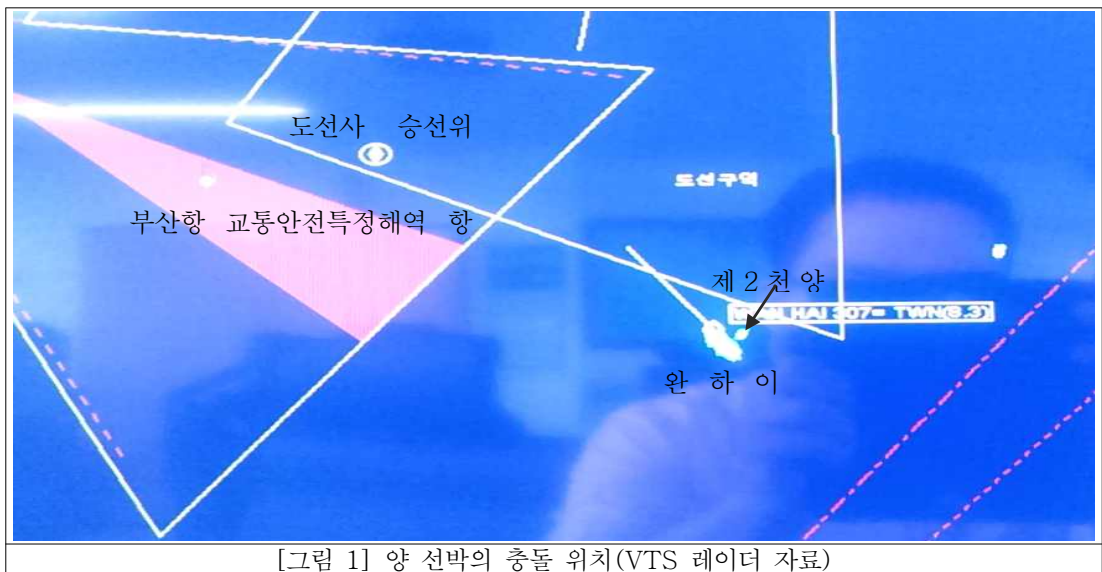 도선사 승선위
도선구역
부산항 교통안전특정해역 항
제2천양
WAN HAI 307= TWN(8.3)
완 하 이
[그림 1] 양 선박의 충돌 위치(VTS 레이더 자료)